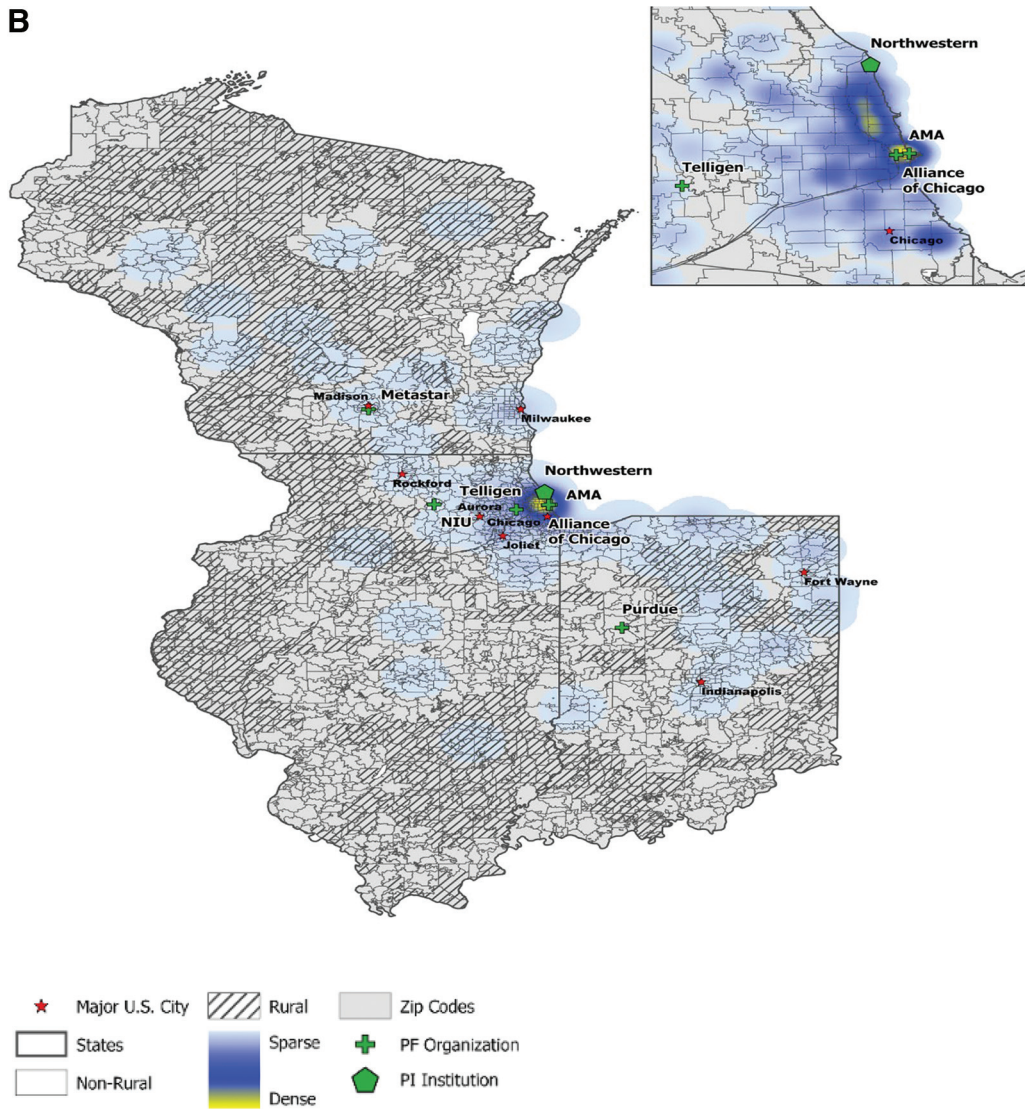 B
Northwestern
AMA
Alliance
of Chicago
Telligen
Chicago
Madison
Metastar
Milwaukee
Northwestern
Rockford
Telligen
AMA
Aurora
NIU
Chicago
Alliance
of Chicago
Joliet
Fort Wayne
Purdue
Indianapolis
Major U.S. City
Rural
Zip Codes
States
Sparse
PF Organization
Non-Rural
Dense
PI Institution